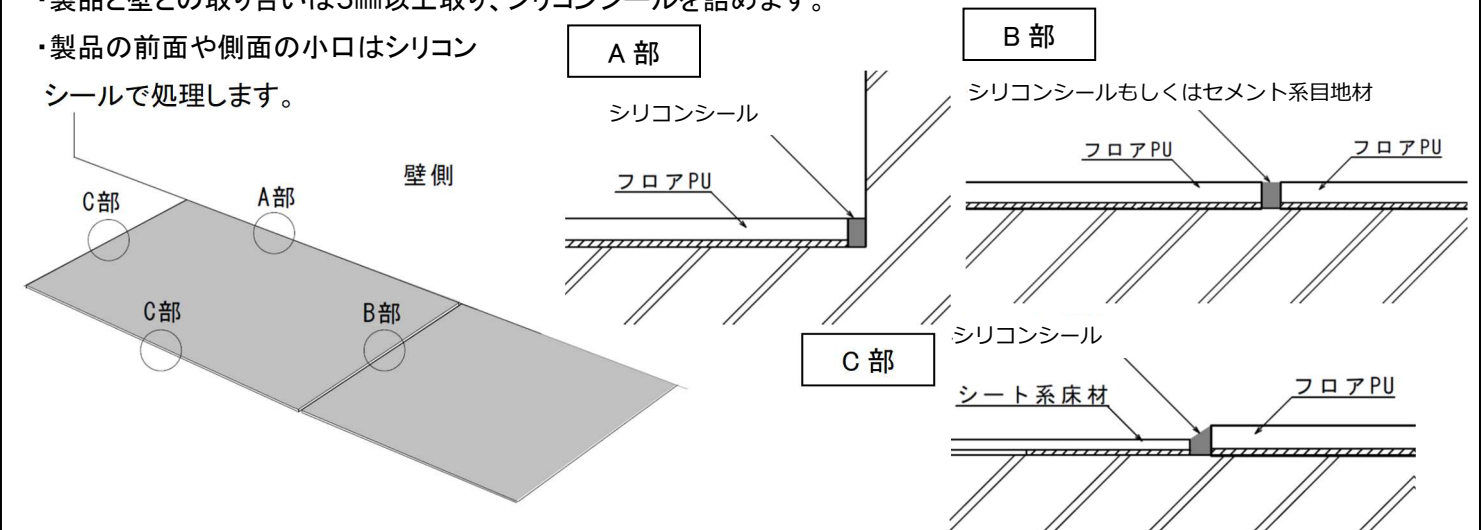 ・製品と壁との取り合いは3㎜以上取り、シリコンシールを詰めます。
・製品の前面や側面の小口はシリコン
シールで処理します。
壁側
C部
A部
C部
B部
A部
シリコンシール
フロアPU
B部
シリコンシールもしくはセメント系目地材
フロアPU
フロアPU
C部
シリコンシール
シート系床材
フロアPU